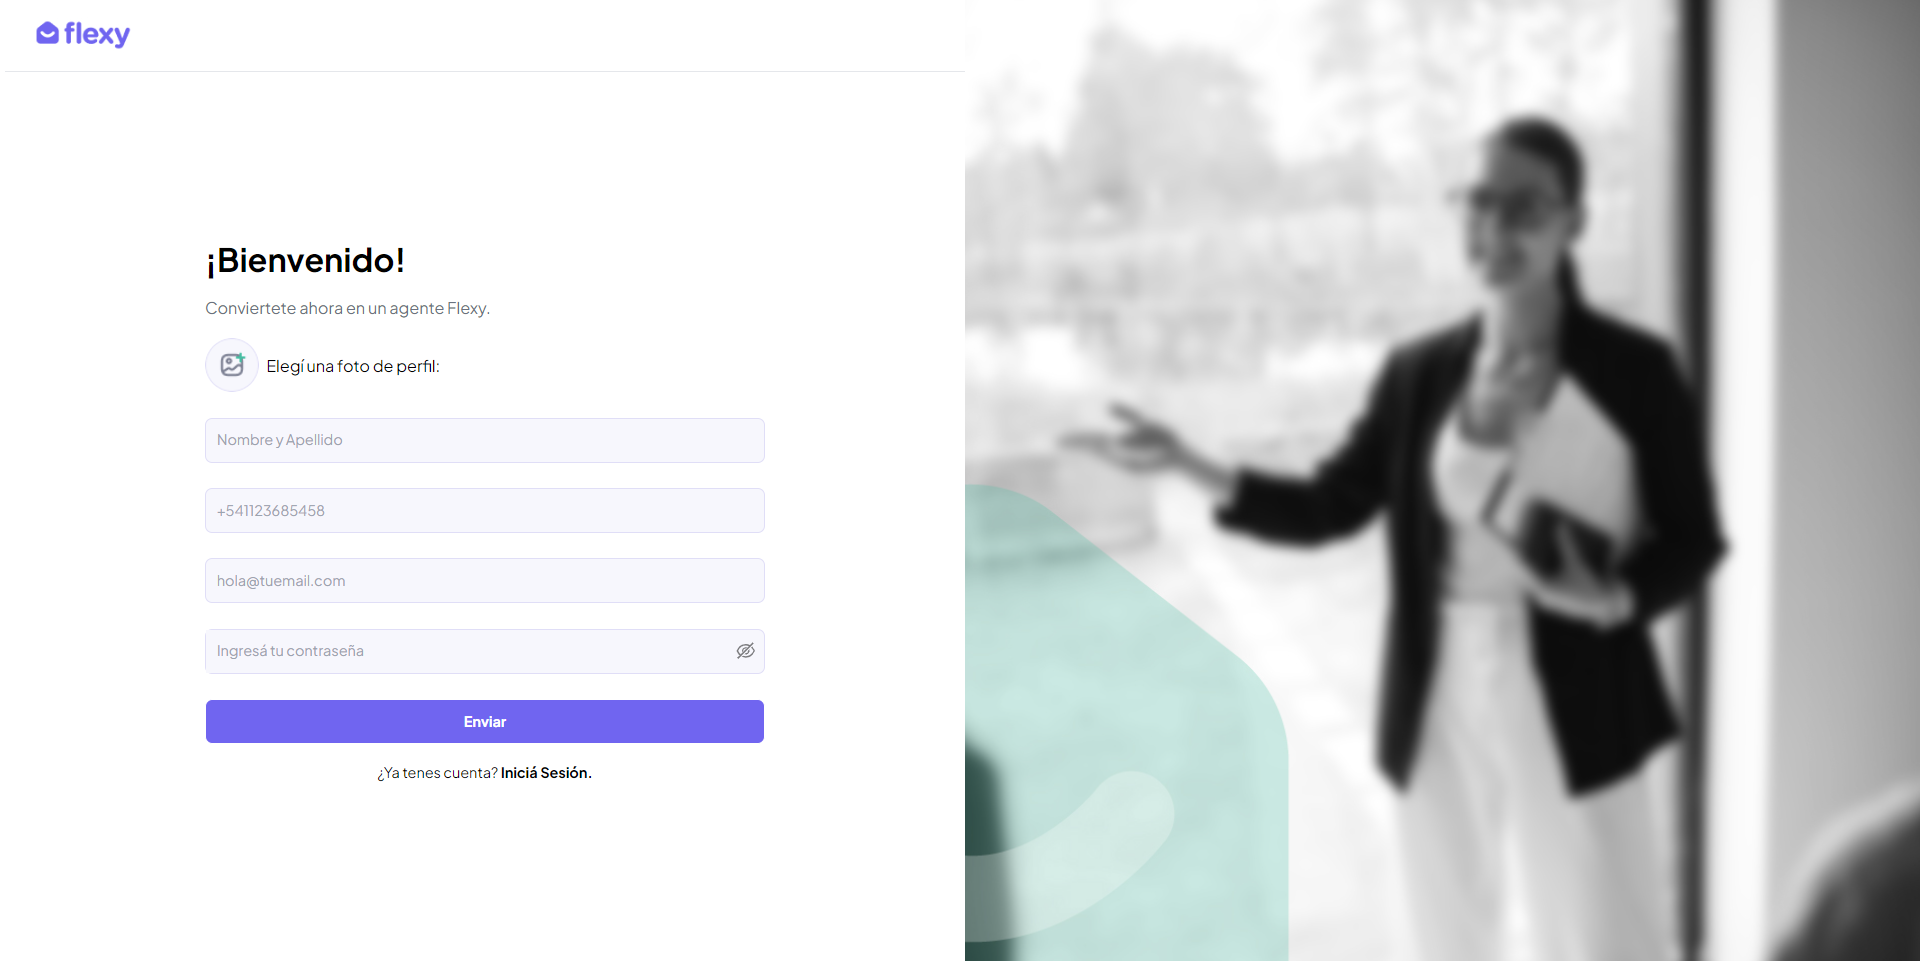 flexy
¡Bienvenido!
Conviertete ahora en un agente Flexy.
Elegí una foto de perfil:
Nombre y Apellido
+541123685458
hola@tuemail.com
Ingresá tu contraseña
Enviar
¿Ya tenes cuenta? Iniciá Sesión.